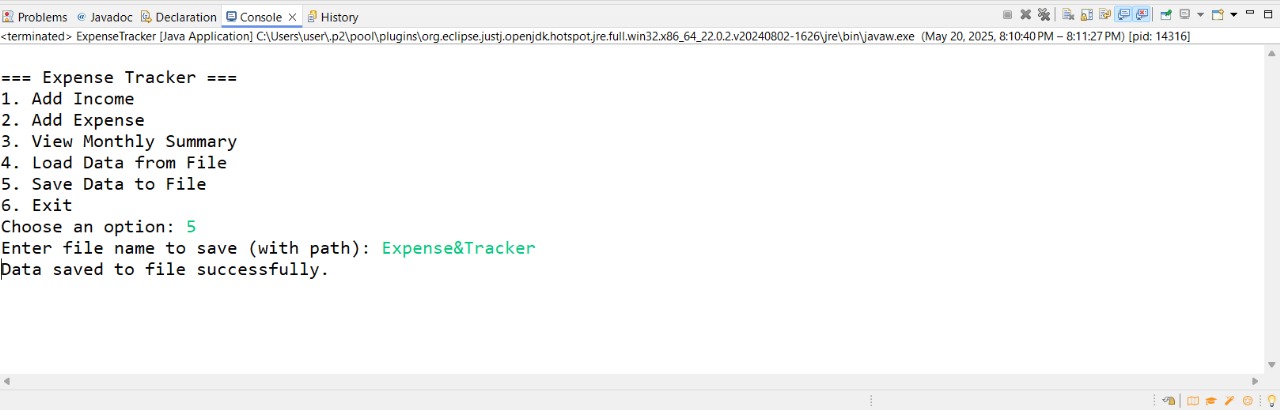 Problems @ Javadoc Declaration Console History
<terminated> ExpenseTracker [Java Application] C:\Users\user\.p2\pool\plugins\org.eclipse.justj.openjdk.hotspot.jre.full.win32.x86_64_22.0.2.v20240802-1626\jre\bin\javaw.exe (May 20, 2025, 8:10:40 PM – 8:11:27 PM) [pid: 14316]
=== Expense Tracker ===
1. Add Income
2. Add Expense
3. View Monthly Summary
4. Load Data from File
5. Save Data to File
6. Exit
Choose an option: 5
Enter file name to save (with path): Expense&Tracker
Data saved to file successfully.